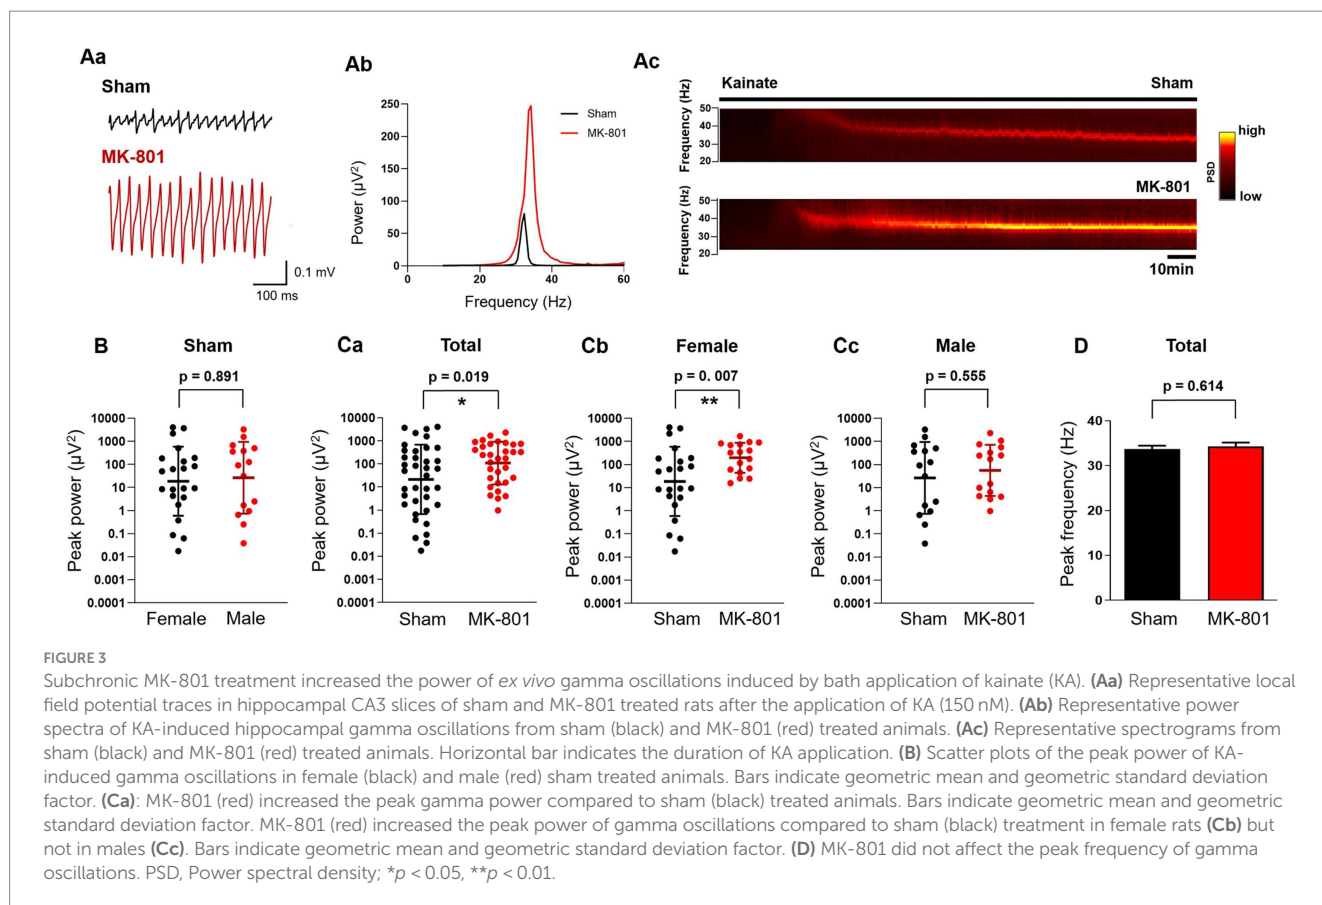 Aa
Sham
MK-801
0.1 mV
100 ms
Ab
Power (µV²)
250
200
150
100
50
0
0 20 40 60
Frequency (Hz)
Sham
MK-801
Ac
Kainate Sham
Frequency (Hz)
50
40
30
20
MK-801
Frequency (Hz)
50
40
30
20
10min
high
PSD
low
B
Sham
p = 0.891
Peak power (µV²)
10000
1000
100
10
1
0.1
0.01
0.001
0.0001
Female Male
Ca
Total
p = 0.019
*
Peak power (µV²)
10000
1000
100
10
1
0.1
0.01
0.001
0.0001
Sham MK-801
Cb
Female
p = 0. 007
**
Peak power (µV²)
10000
1000
100
10
1
0.1
0.01
0.001
0.0001
Sham MK-801
Cc
Male
p = 0.555
Peak power (µV²)
10000
1000
100
10
1
0.1
0.01
0.001
0.0001
Sham MK-801
D
Total
p = 0.614
Peak frequency (Hz)
40
30
20
10
0
Sham MK-801
FIGURE 3
Subchronic MK-801 treatment increased the power of ex vivo gamma oscillations induced by bath application of kainate (KA). (Aa) Representative local
field potential traces in hippocampal CA3 slices of sham and MK-801 treated rats after the application of KA (150 nM). (Ab) Representative power
spectra of KA-induced hippocampal gamma oscillations from sham (black) and MK-801 (red) treated animals. (Ac) Representative spectrograms from
sham (black) and MK-801 (red) treated animals. Horizontal bar indicates the duration of KA application. (B) Scatter plots of the peak power of KA-
induced gamma oscillations in female (black) and male (red) sham treated animals. Bars indicate geometric mean and geometric standard deviation
factor. (Ca): MK-801 (red) increased the peak gamma power compared to sham (black) treated animals. Bars indicate geometric mean and geometric
standard deviation factor. MK-801 (red) increased the peak power of gamma oscillations compared to sham (black) treatment in female rats (Cb) but
not in males (Cc). Bars indicate geometric mean and geometric standard deviation factor. (D) MK-801 did not affect the peak frequency of gamma
oscillations. PSD, Power spectral density; *p < 0.05, **p < 0.01.